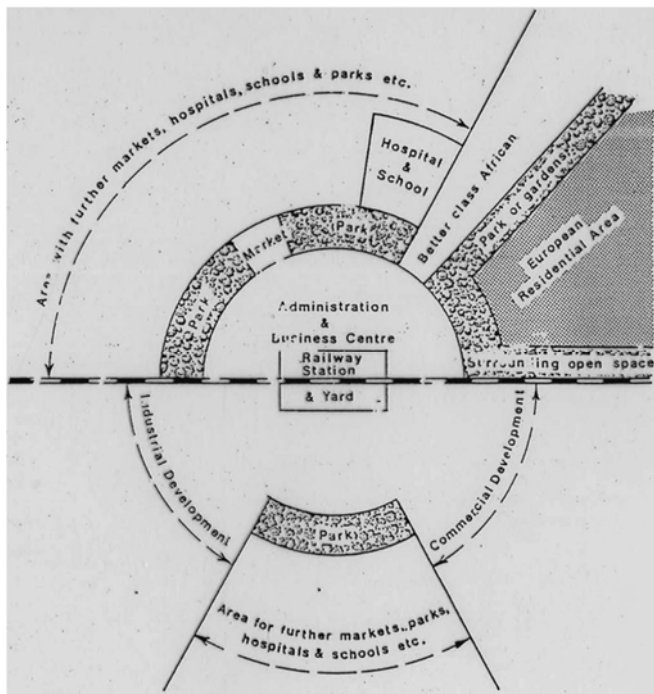 Area with further markets, hospitals, schools & parks etc.
Hospital
&
School
Better class African
Park or gardens
European
Residential Area
Park
Market
Park
Administration
&
Business Centre
Railway
Station
& Yard
Surrounding open space
Industrial Development
Commercial Development
Park
Area for further markets, parks,
hospitals & schools etc.